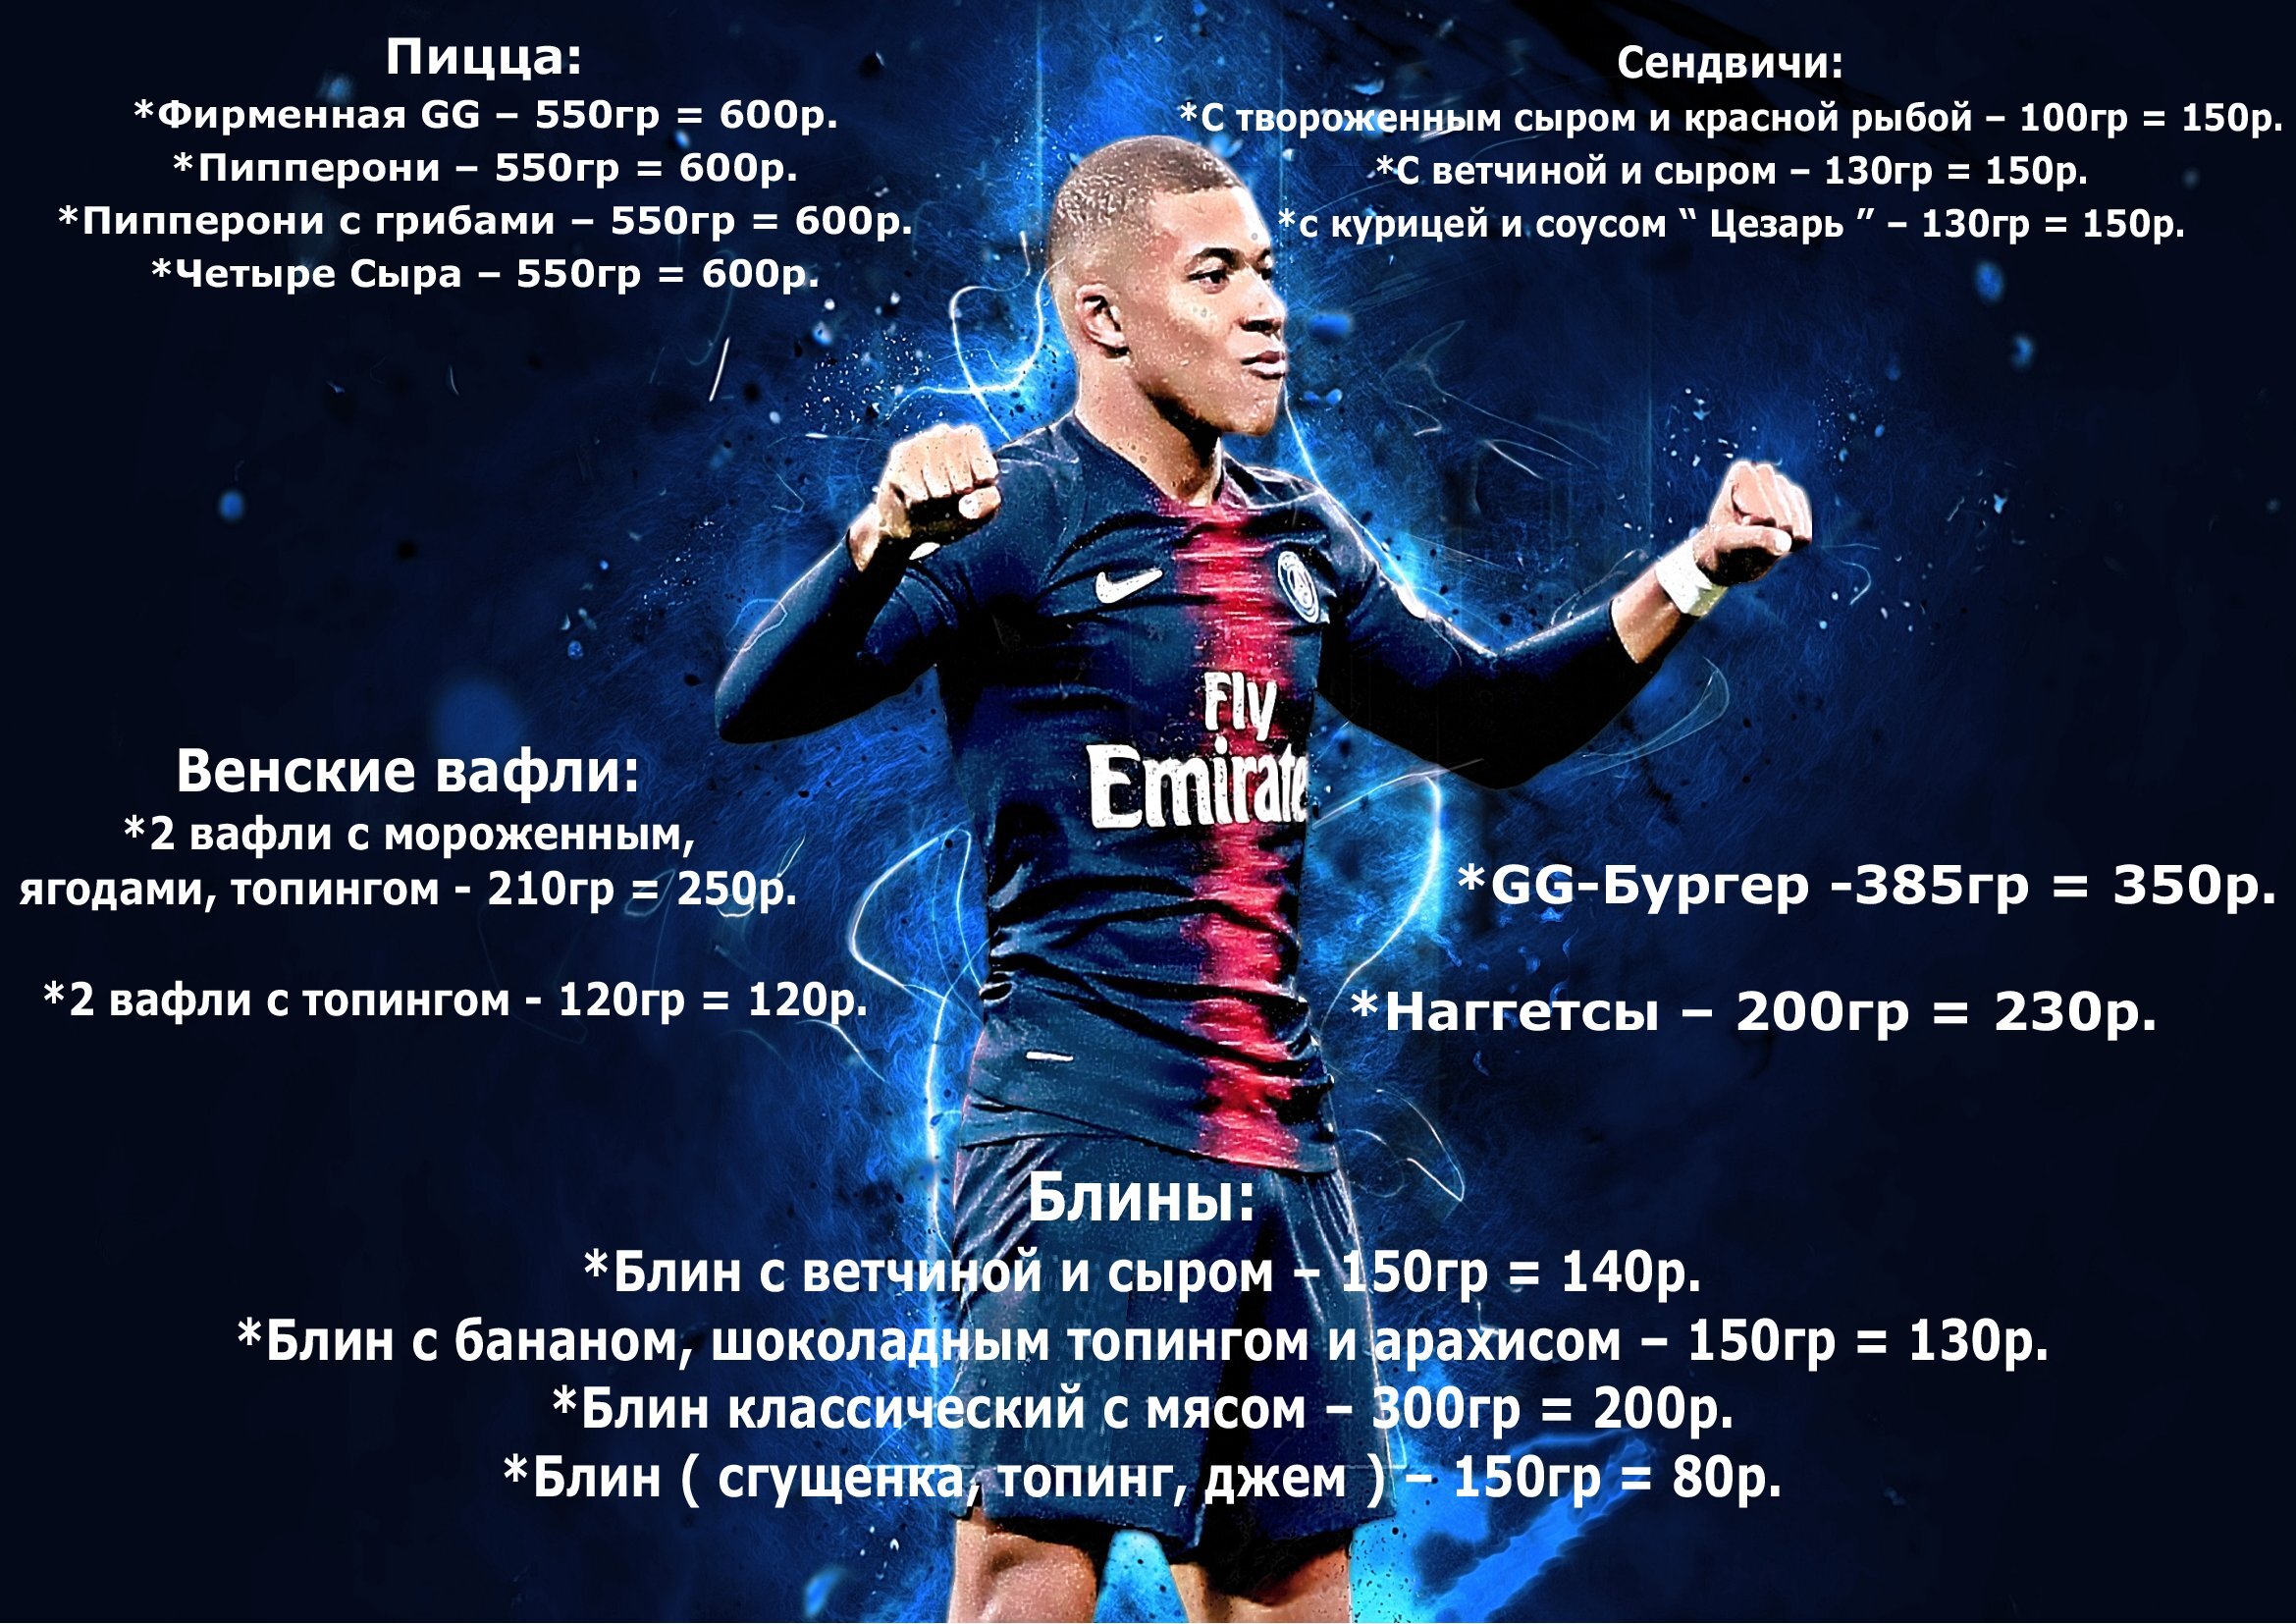 Пицца:
*Фирменная GG – 550гр = 600р.
*Пипперони – 550гр = 600р.
*Пипперони с грибами – 550гр = 600р.
*Четыре Сыра – 550гр = 600р.
Сендвичи:
*С твороженным сыром и красной рыбой – 100гр = 150р.
*С ветчиной и сыром – 130гр = 150р.
*с курицей и соусом “ Цезарь ” – 130гр = 150р.
Fly
Emirate
Венские вафли:
*2 вафли с мороженным,
ягодами, топингом - 210гр = 250р.
*2 вафли с топингом - 120гр = 120р.
*GG-Бургер -385гр = 350р.
*Наггетсы – 200гр = 230р.
Блины:
*Блин с ветчиной и сыром – 150гр = 140р.
*Блин с бананом, шоколадным топингом и арахисом – 150гр = 130р.
*Блин классический с мясом – 300гр = 200р.
*Блин ( сгущенка, топинг, джем ) – 150гр = 80р.